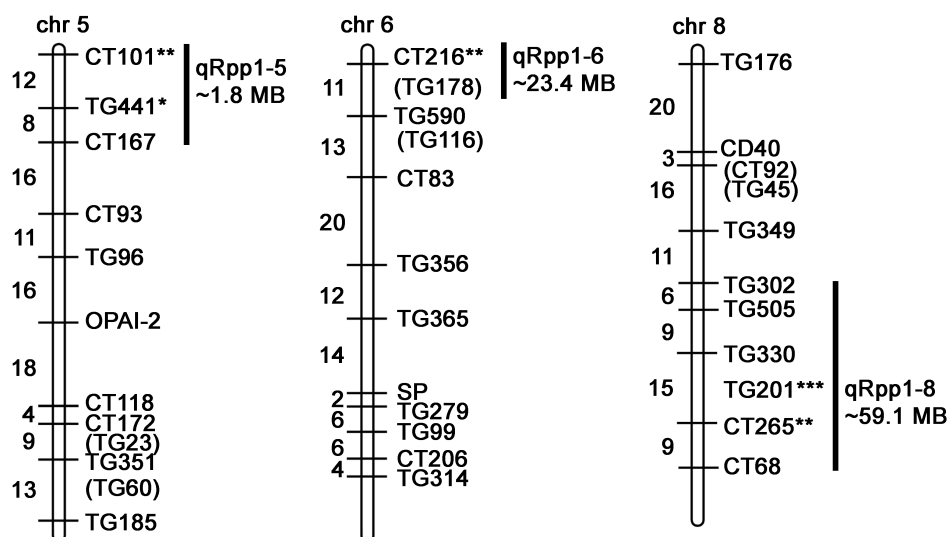 chr 5
CT101**
12
TG441*
8
CT167
16
CT93
11
TG96
16
OPAI-2
18
CT118
4
CT172
9
(TG23)
TG351
13
(TG60)
TG185
qRpp1-5
~1.8 MB
chr 6
CT216**
11
(TG178)
TG590
(TG116)
13
CT83
20
TG356
12
TG365
14
SP
2
TG279
6
TG99
6
CT206
4
TG314
qRpp1-6
~23.4 MB
chr 8
TG176
20
CD40
3
(CT92)
16
(TG45)
TG349
11
TG302
6
TG505
9
TG330
15
TG201***
CT265**
9
CT68
qRpp1-8
~59.1 MB